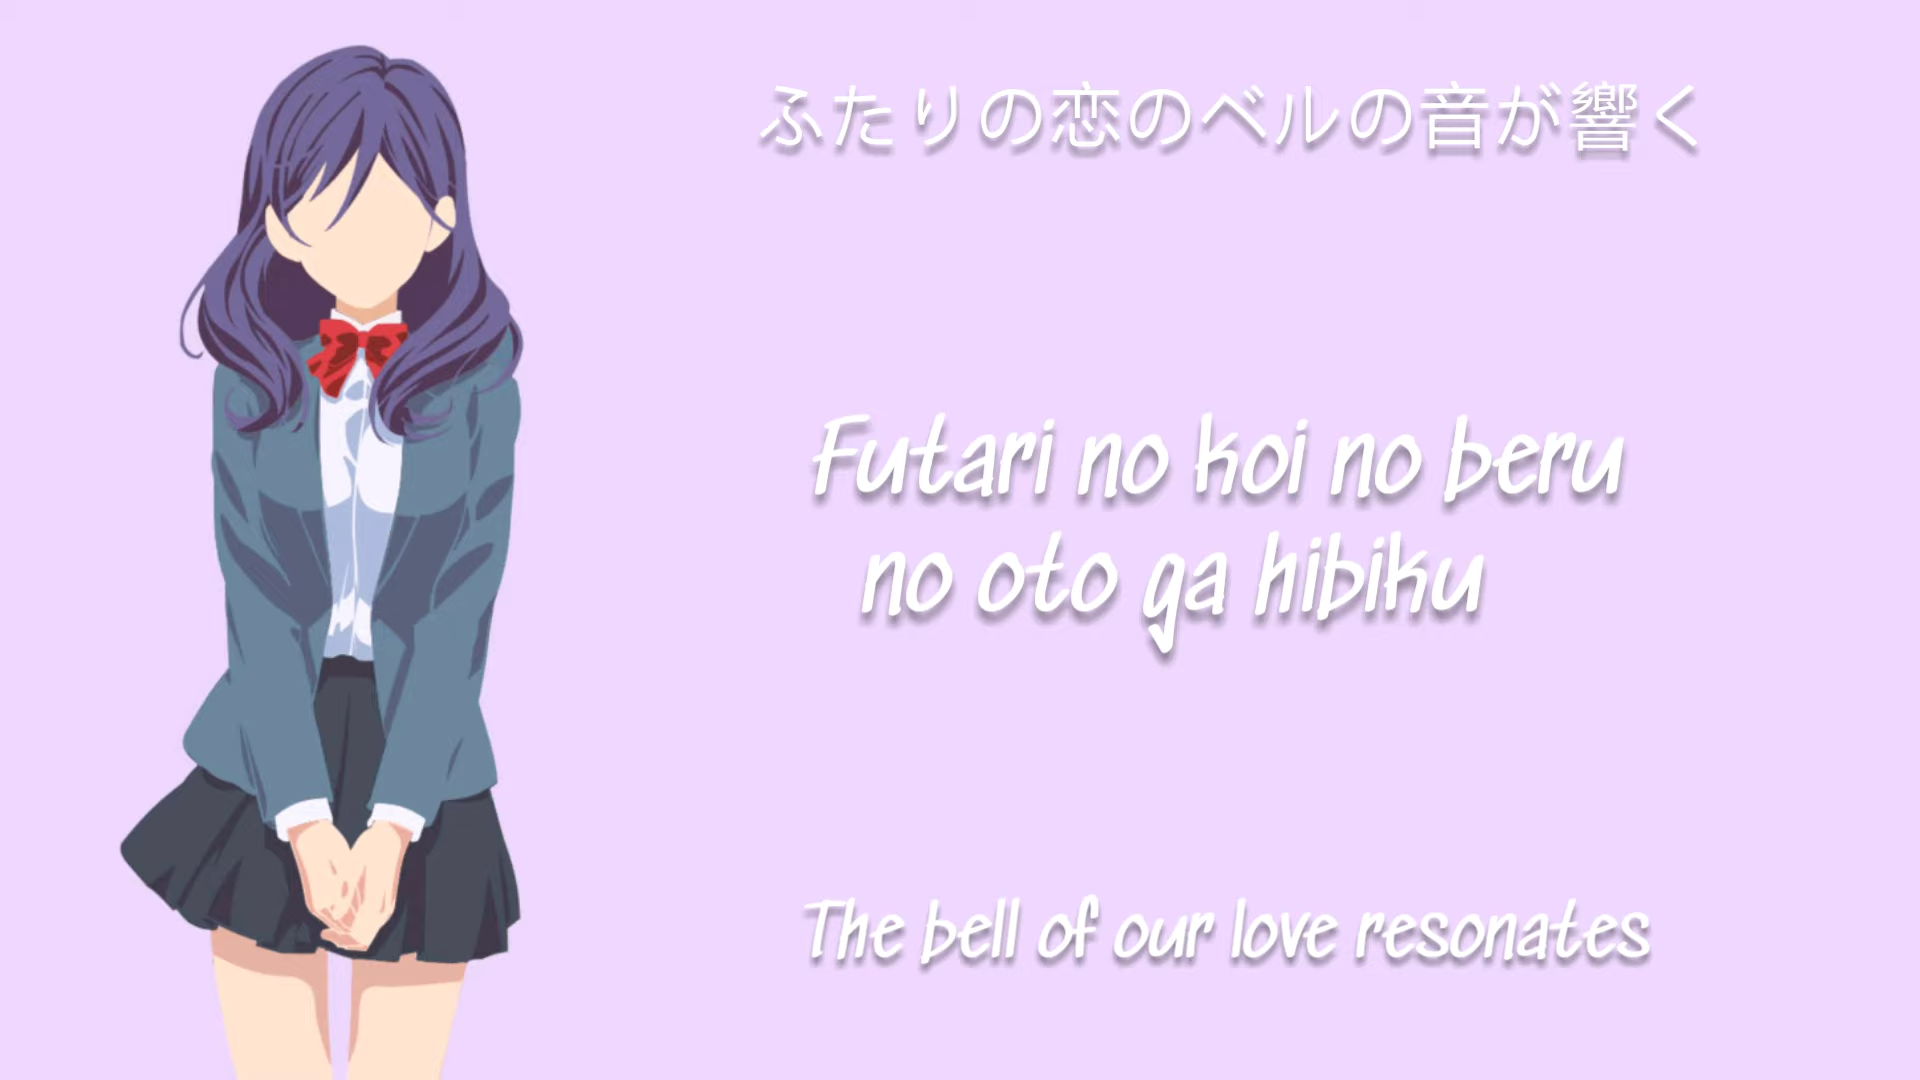 ふたりの恋のベルの音が響く
Futari no koi no beru
no oto ga hibiku
The bell of our love resonates